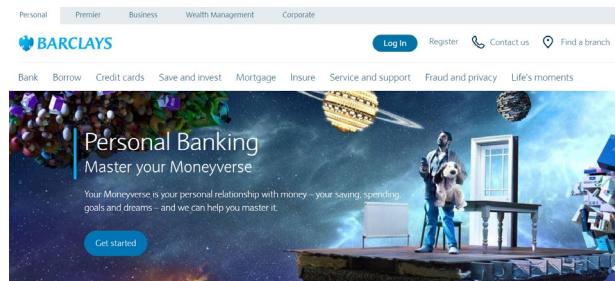 Personal Premier Business Wealth Management Corporate
BARCLAYS Log In Register Contact us Find a branch
Bank Borrow Credit cards Save and invest Mortgage Insure Service and support Fraud and privacy Life's moments
Personal Banking
Master your Moneyverse
Your Moneyverse is your personal relationship with money – your saving, spending,
goals and dreams – and we can help you master it.
Get started